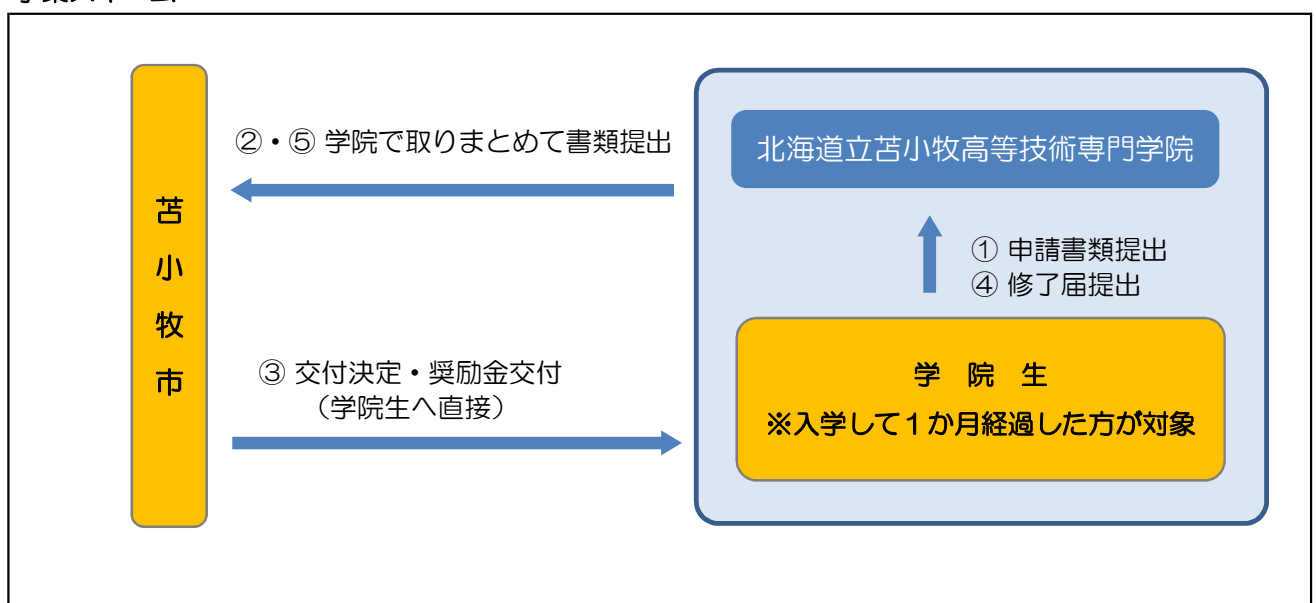 苫小牧市
②・⑤ 学院で取りまとめて書類提出
③ 交付決定・奨励金交付
（学院生へ直接）
北海道立苫小牧高等技術専門学院
① 申請書類提出
④ 修了届提出
学 院 生
※入学して１か月経過した方が対象